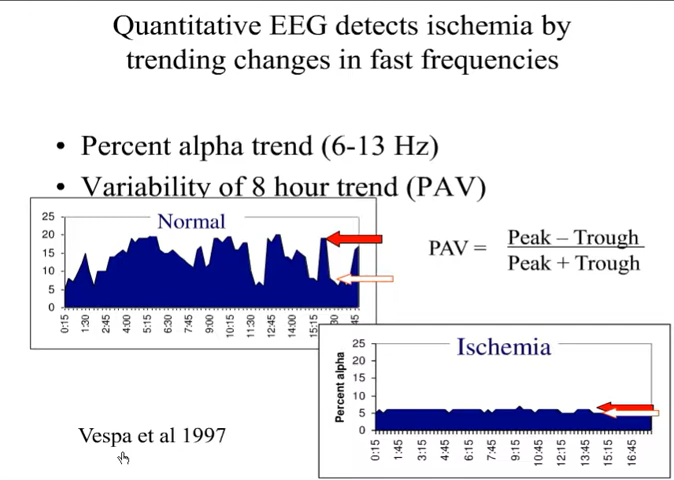 Quantitative EEG detects ischemia by
trending changes in fast frequencies
• Percent alpha trend (6-13 Hz)
• Variability of 8 hour trend (PAV)
Normal
25
20
15
10
5
0
0:15 1:30 2:45 4:00 5:15 6:30 7:45 9:00 10:15 11:30 12:45 14:00 15:15
PAV = Peak – Trough
Peak + Trough
Ischemia
Percent alpha
25
20
15
10
5
0
0:15 1:45 3:15 4:45 6:15 7:45 9:15 10:45 12:15 13:45 15:15 16:45
Vespa et al 1997